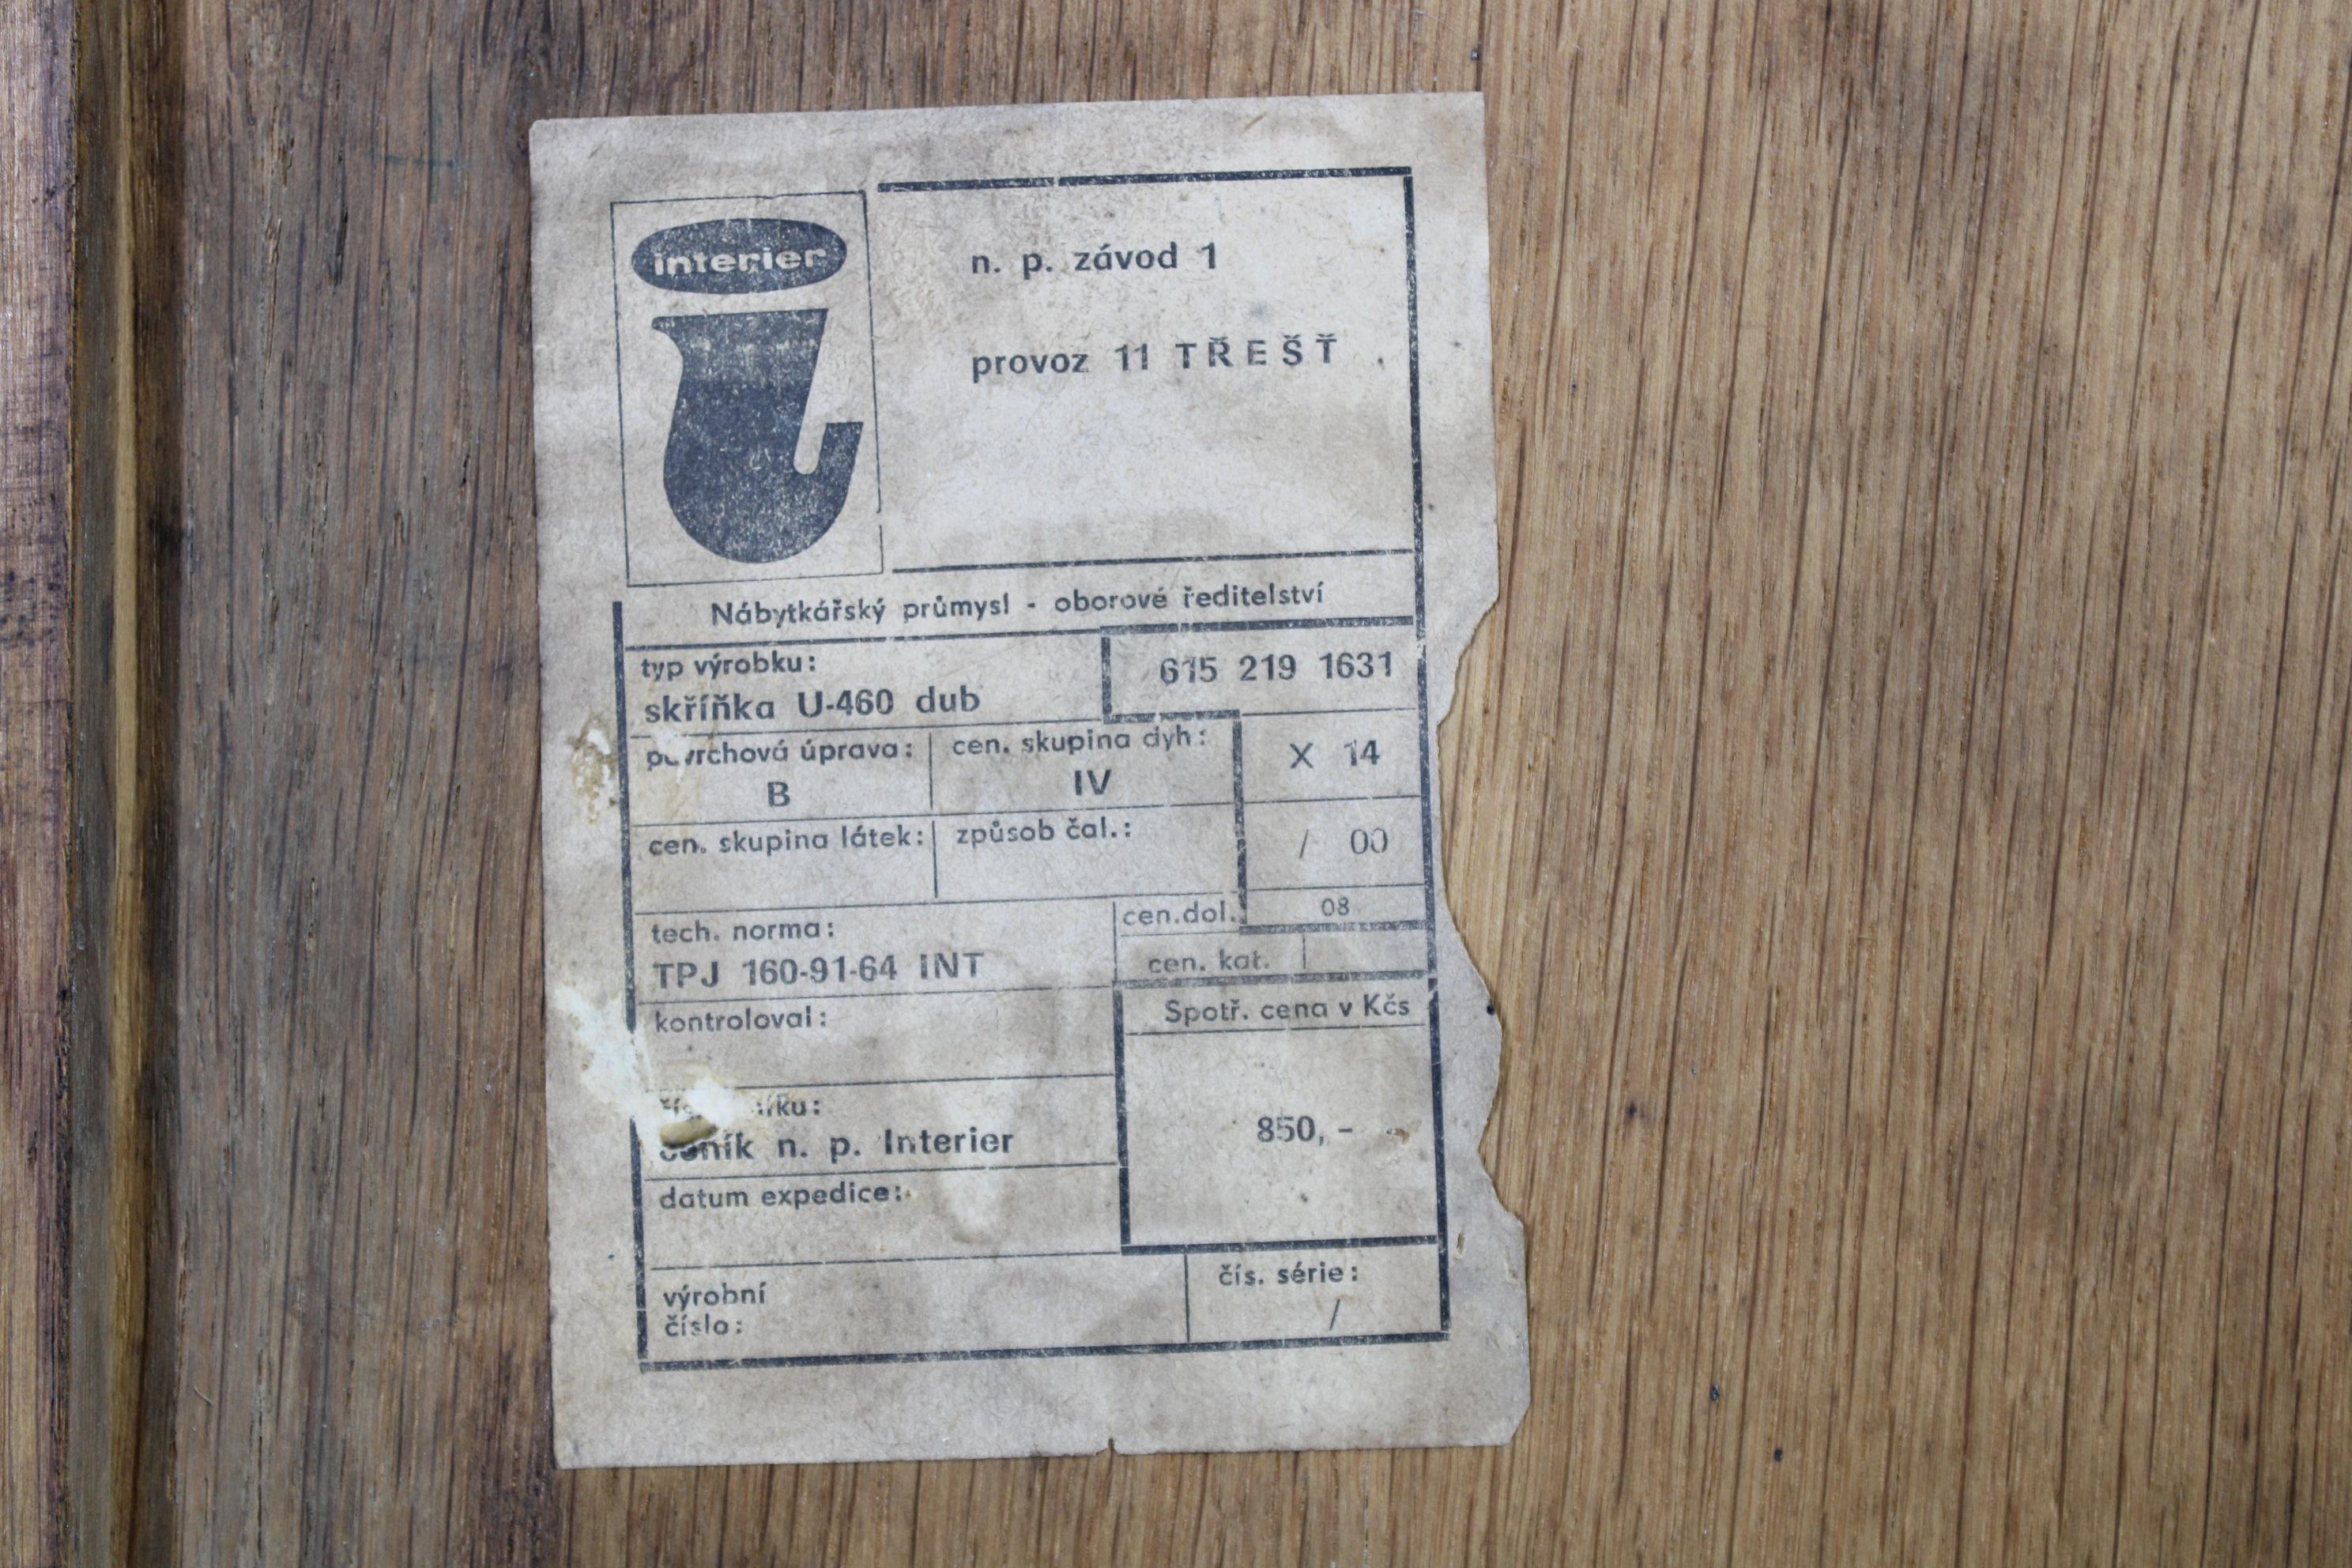 interier
n. p. závod 1
provoz 11 TŘEŠŤ
Nábytkářský průmysl - oborové ředitelství
typ výrobku:
skříňka U-460 dub
615 219 1631
povrchová úprava:
B
cen. skupina dyh:
IV
X 14
cen. skupina látek:
způsob čal.:
/ 00
tech. norma:
TPJ 160-91-64 INT
cen.dol.
08
cen. kat.
kontroloval:
Spotř. cena v Kčs
850,-
ceník n. p. Interier
datum expedice:
výrobní
číslo:
čís. série:
/